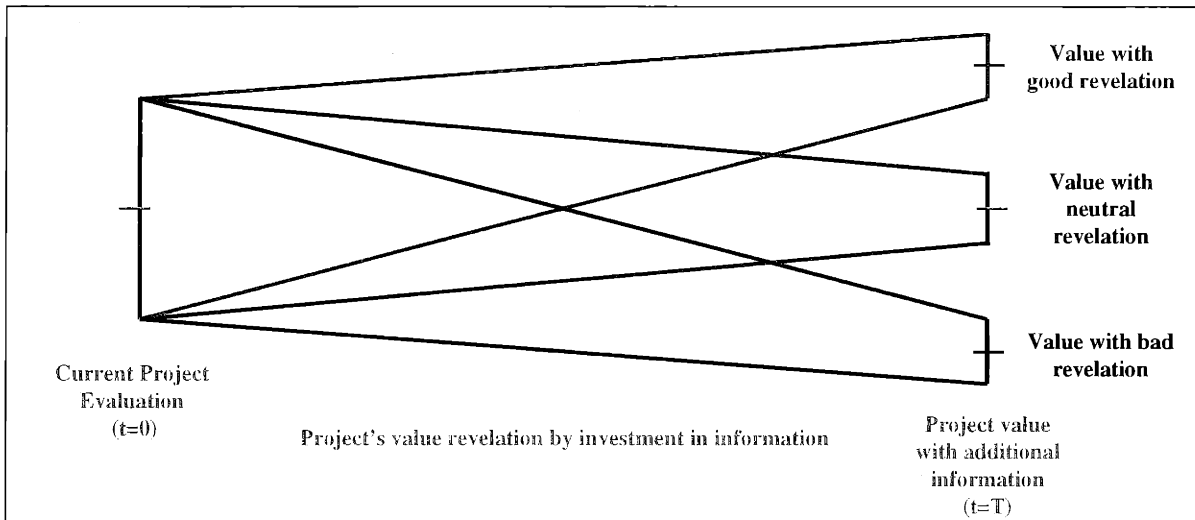 Value with
good revelation
Value with
neutral
revelation
Value with bad
revelation
Current Project
Evaluation
(t=0)
Project's value revelation by investment in information
Project value
with additional
information
(t=T)